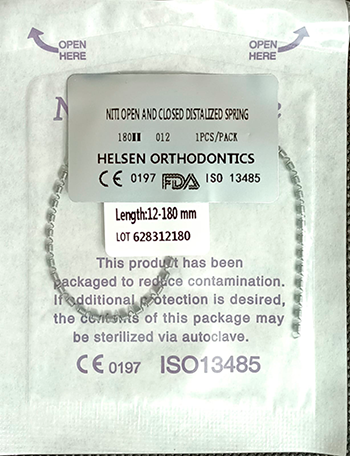 OPEN HERE
OPEN HERE
NITI OPEN AND CLOSED DISTALIZED SPRING
180MM 012 1PCS/PACK
HELSEN ORTHODONTICS
CE 0197 FDA ISO 13485
Length:12-180 mm
LOT 628312180
This product has been
packaged to reduce contamination.
If additional protection is desired,
the contents of this package may
be sterilized via autoclave.
CE 0197 ISO13485